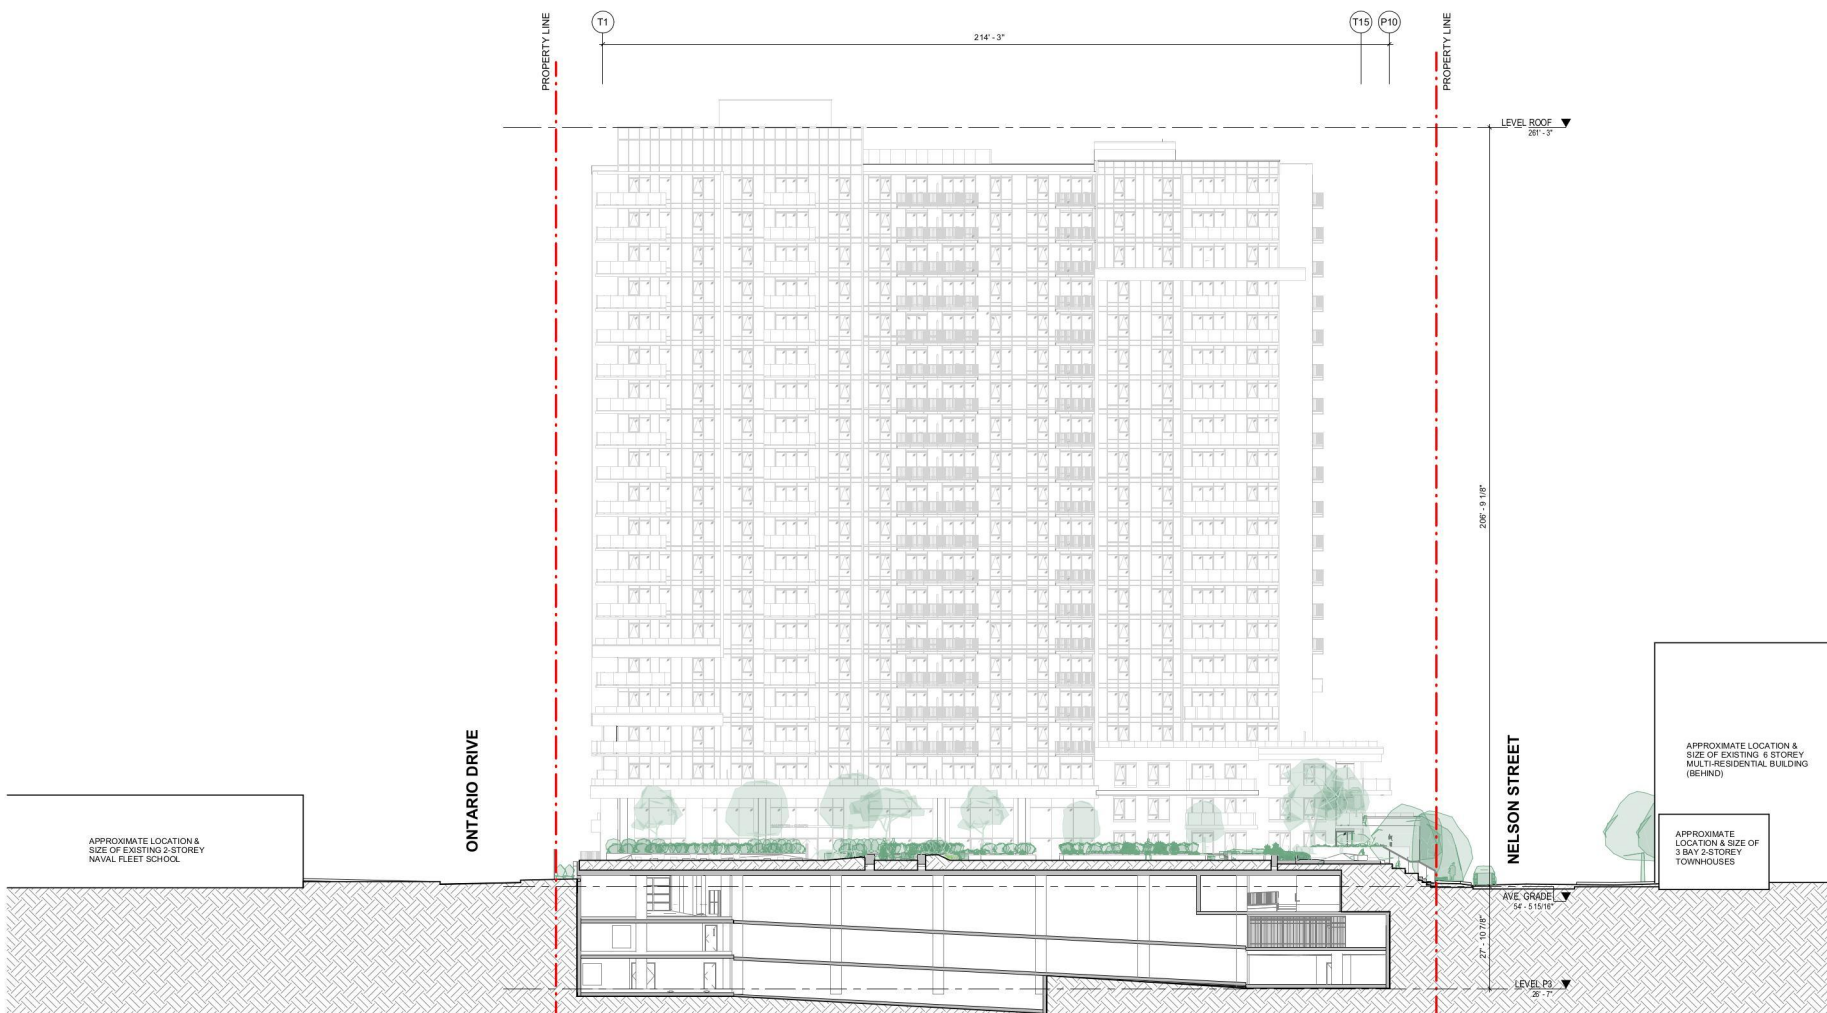 PROPERTY LINE
T1
T15
P10
PROPERTY LINE
214' - 3"
LEVEL ROOF
261' - 3"
206' - 9 1/8"
ONTARIO DRIVE
NELSON STREET
APPROXIMATE LOCATION &
SIZE OF EXISTING 6 STOREY
MULTI-RESIDENTIAL BUILDING
(BEHIND)
APPROXIMATE LOCATION &
SIZE OF EXISTING 2-STOREY
NAVAL FLEET SCHOOL
APPROXIMATE
LOCATION & SIZE OF
3 BAY 2-STOREY
TOWNHOUSES
AVE. GRADE
54' - 5 15/16"
27' - 10 7/8"
LEVEL P3
26' - 7"